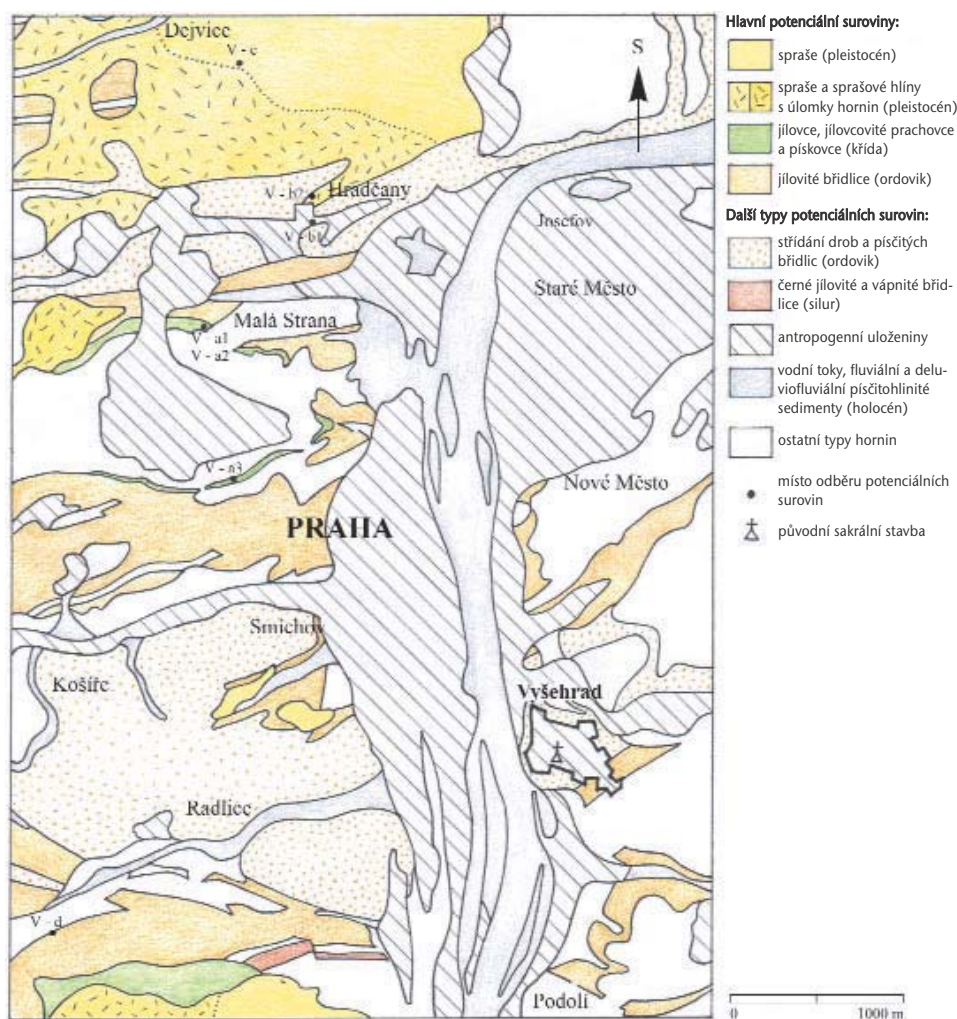 Dejvice
V - c
S
V - b2
Hradčany
V - b1
Josefov
Staré Město
Malá Strana
V - a1
V - a2
V - a3
Nové Město
PRAHA
Smíchov
Košíře
Vyšehrad
Radlice
V - d
Podolí
Hlavní potenciální suroviny:
spraše (pleistocén)
spraše a sprašové hlíny
s úlomky hornin (pleistocén)
jílovce, jílovcovité prachovce
a pískovce (křída)
jílovité břidlice (ordovik)
Další typy potenciálních surovin:
střídání drob a písčitých
břidlic (ordovik)
černé jílovité a vápnité břid-
lice (silur)
antropogenní uloženiny
vodní toky, fluviální a delu-
viofluviální písčitohlinité
sedimenty (holocén)
ostatní typy hornin
místo odběru potenciálních
surovin
původní sakrální stavba
0 1000 m